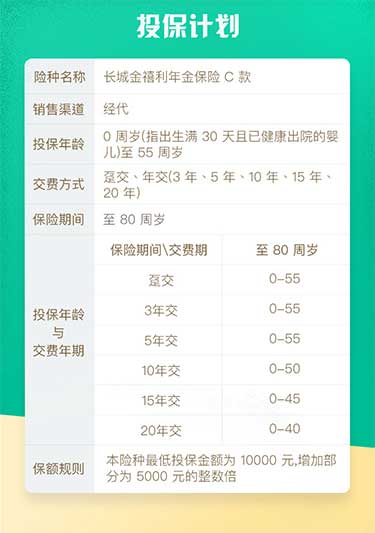 投保计划
险种名称 长城金禧利年金保险 C 款
销售渠道 经代
投保年龄 0 周岁(指出生满 30 天且已健康出院的婴
儿)至 55 周岁
交费方式 趸交、年交(3 年、5 年、10 年、15 年、
20 年)
保险期间 至 80 周岁
投保年龄
与
交费年期
保险期间\交费期 至 80 周岁
趸交 0-55
3年交 0-55
5年交 0-55
10年交 0-50
15年交 0-45
20年交 0-40
保额规则 本险种最低投保金额为 10000 元,增加部
分为 5000 元的整数倍